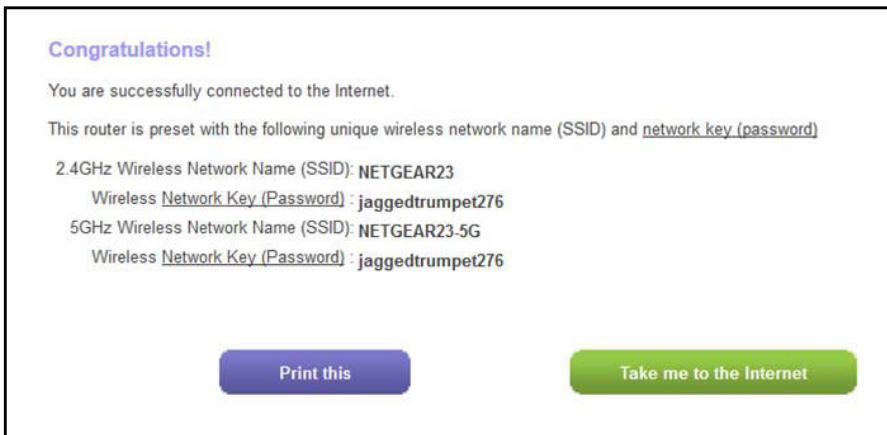 Congratulations!
You are successfully connected to the Internet.
This router is preset with the following unique wireless network name (SSID) and network key (password)
2.4GHz Wireless Network Name (SSID): NETGEAR23
Wireless Network Key (Password) : jaggedtrumpet276
5GHz Wireless Network Name (SSID): NETGEAR23-5G
Wireless Network Key (Password) : jaggedtrumpet276
Print this
Take me to the Internet